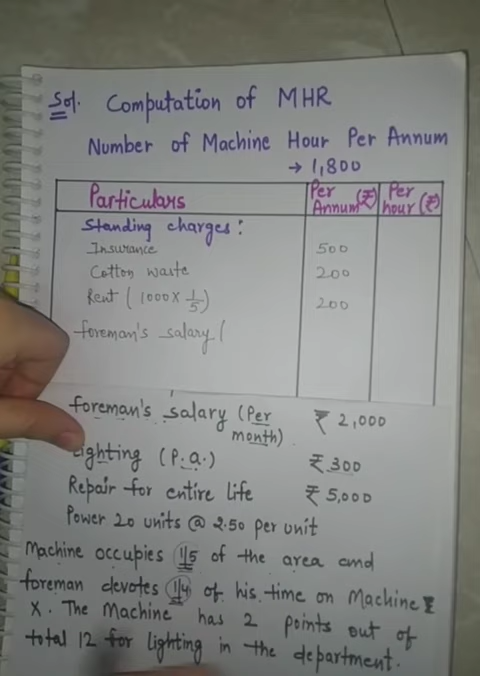 Sol. Computation of MHR
Number of Machine Hour Per Annum
→ 1,800
Particulars Per Annum (₹) Per hour (₹)
Standing charges:
Insurance 500
Cotton waste 200
Rent (1000 × 1/5) 200
foreman's salary (
foreman's salary (Per month) ₹ 2,000
Lighting (P.a.) ₹ 300
Repair for entire life ₹ 5,000
Power 20 units @ 2.50 per unit
Machine occupies 1/5 of the area and
foreman devotes 1/4 of his time on Machine
X. The Machine has 2 points out of
total 12 for lighting in the department.